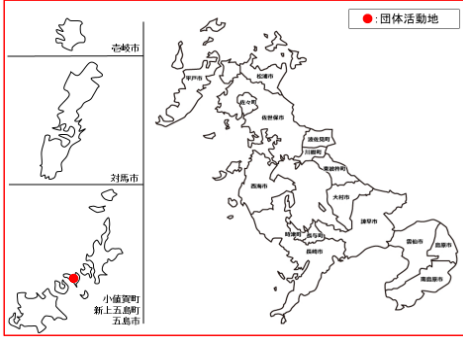 ●:団体活動地
壱岐市
対馬市
小値賀町
新上五島町
五島市
平戸市
松浦市
佐々町
佐世保市
波佐見町
川棚町
東彼杵町
西海市
大村市
時津町
長与町
諫早市
長崎市
雲仙市
島原市
南島原市